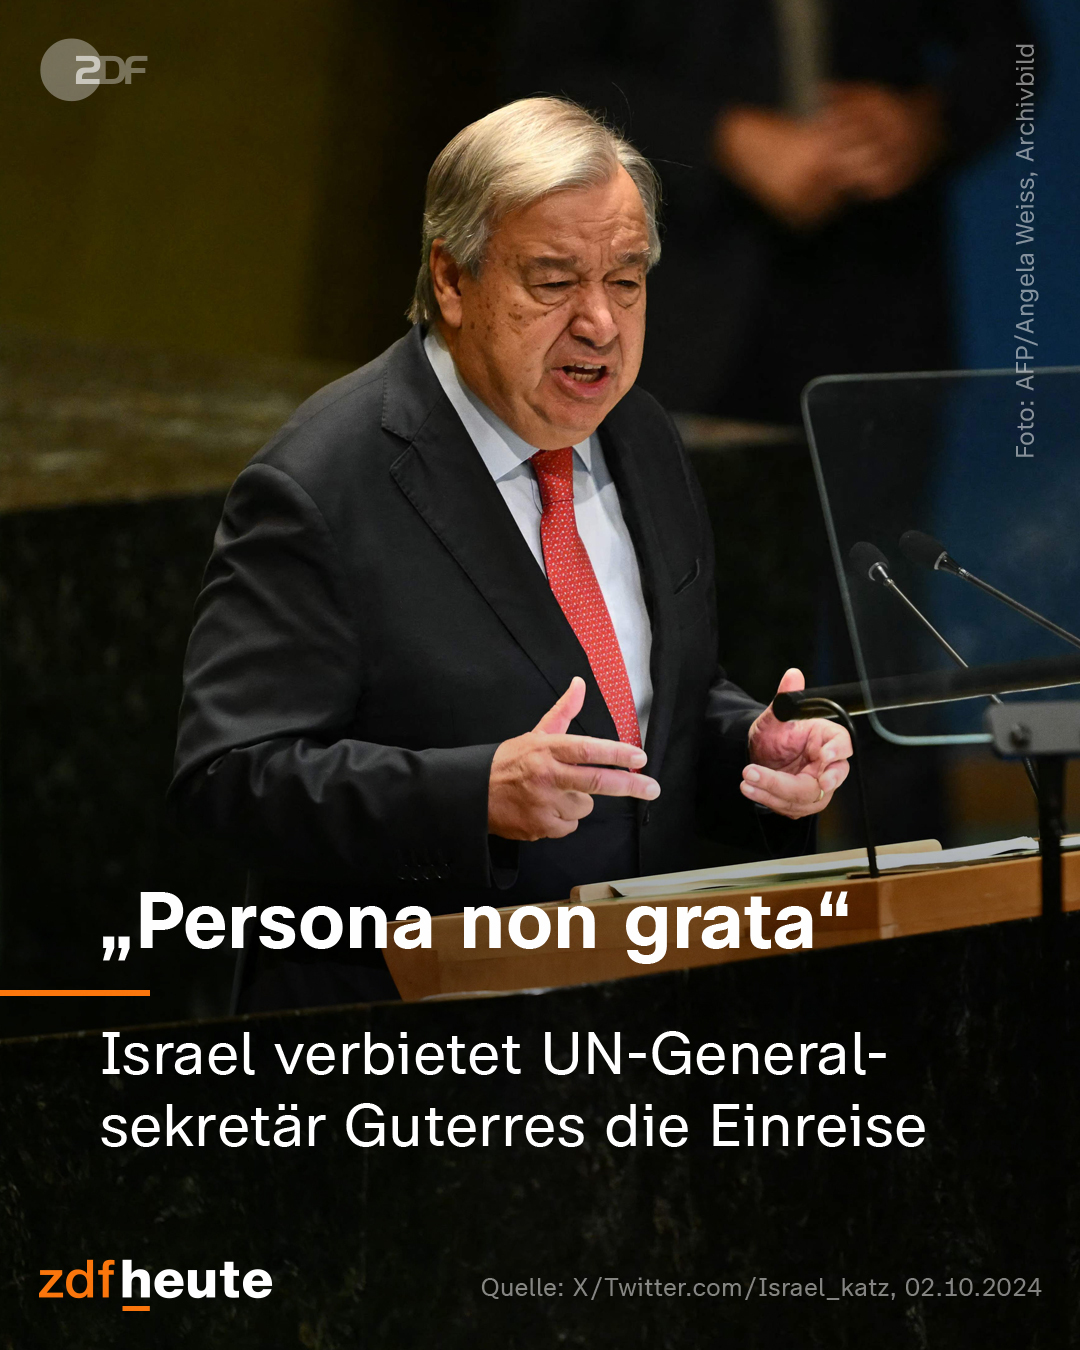 ZDF
Foto: AFP/Angela Weiss, Archivbild
„Persona non grata“
Israel verbietet UN-General-
sekretär Guterres die Einreise
zdfheute
Quelle: X/Twitter.com/Israel_katz, 02.10.2024